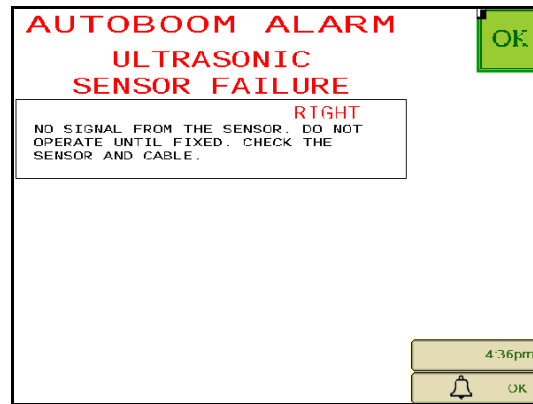 AUTOBOOM ALARM
OK
ULTRASONIC
SENSOR FAILURE
RIGHT
NO SIGNAL FROM THE SENSOR. DO NOT
OPERATE UNTIL FIXED. CHECK THE
SENSOR AND CABLE.
4:36pm
OK